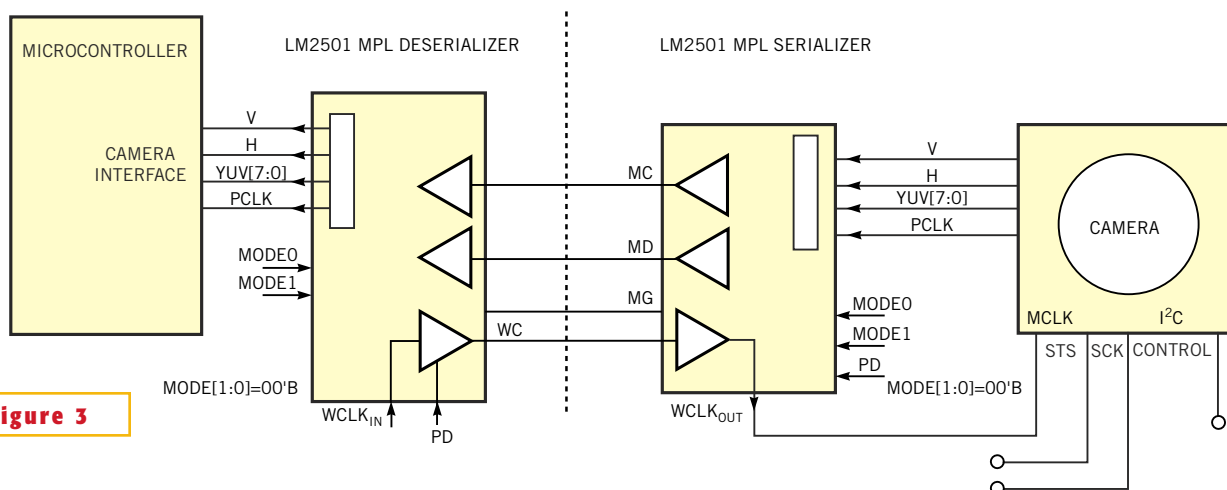 LM2501 MPL DESERIALIZER
LM2501 MPL SERIALIZER
MICROCONTROLLER
CAMERA
INTERFACE
V
H
YUV[7:0]
PCLK
MODE0
MODE1
MODE[1:0]=00'B
WCLKIN
PD
MC
MD
MG
WC
V
H
YUV[7:0]
PCLK
MODE0
MODE1
PD
MODE[1:0]=00'B
WCLKOUT
CAMERA
MCLK
I2C
STS
SCK
CONTROL
igure 3